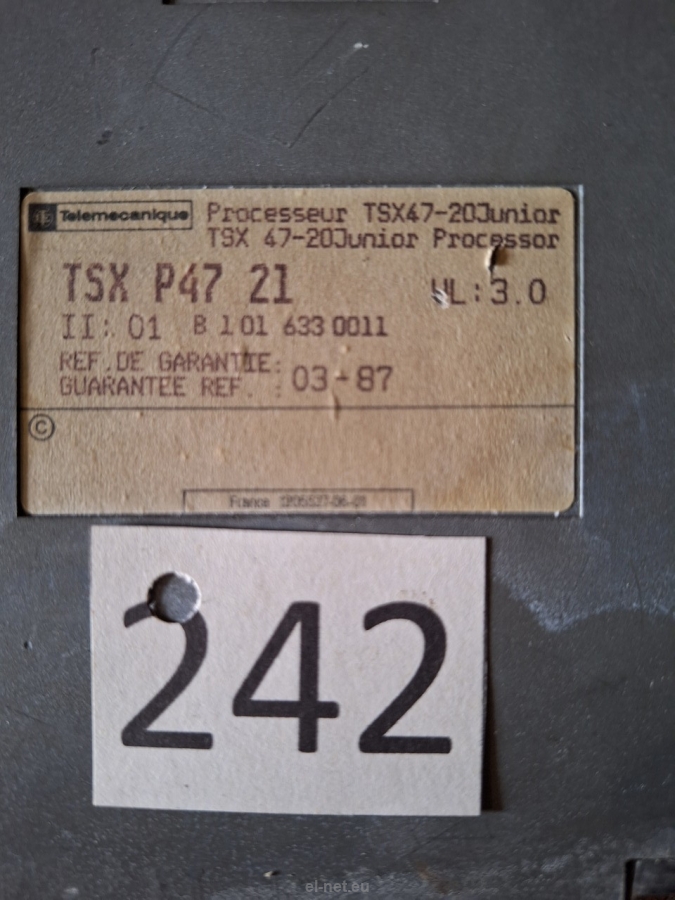 Telemecanique
Processeur TSX47-20Junior
TSX 47-20Junior Processor
TSX P47 21
VL:3.0
II: 01 B 1 01 633 0011
REF.DE GARANTIE:
GUARANTEE REF. : 03-87
©
France
242
el-net.eu